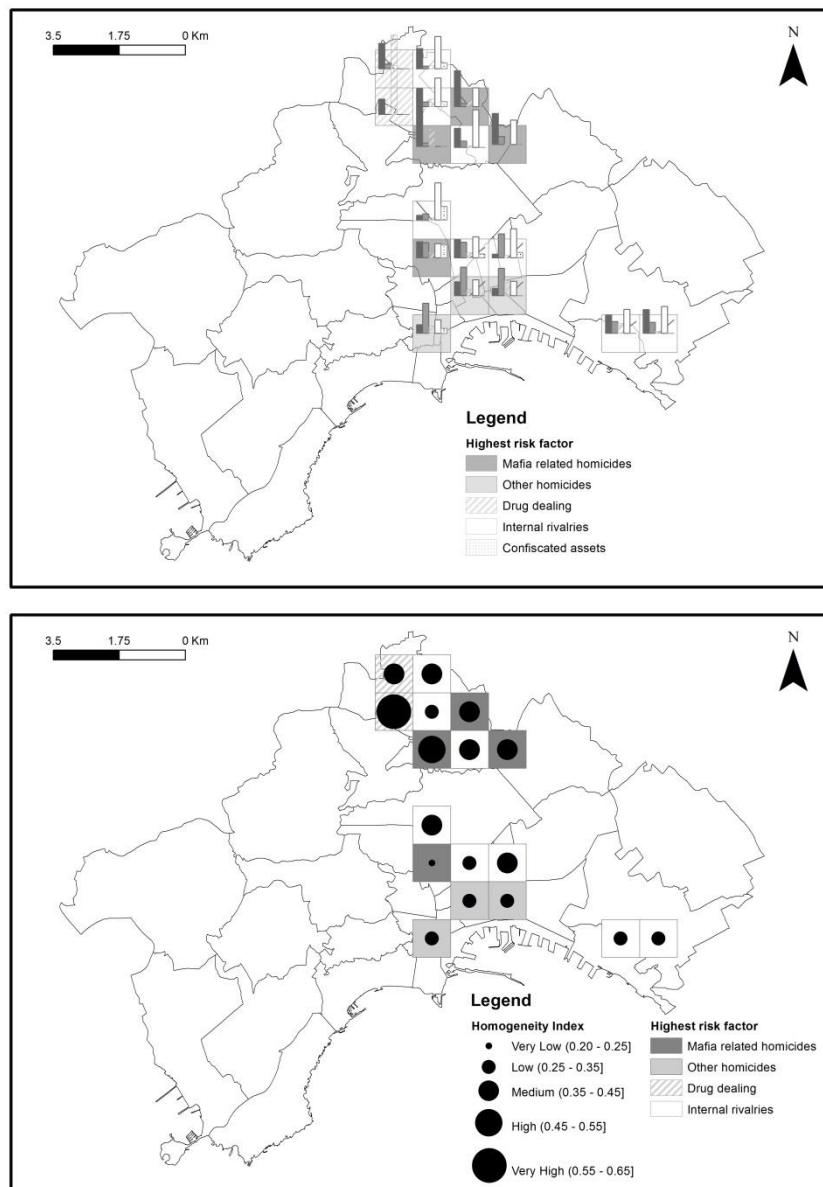 3.5 1.75 0 Km
N
Legend
Highest risk factor
Mafia related homicides
Other homicides
Drug dealing
Internal rivalries
Confiscated assets
3.5 1.75 0 Km
N
Legend
Homogeneity Index
Very Low (0.20 - 0.25]
Low (0.25 - 0.35]
Medium (0.35 - 0.45]
High (0.45 - 0.55]
Very High (0.55 - 0.65]
Highest risk factor
Mafia related homicides
Other homicides
Drug dealing
Internal rivalries